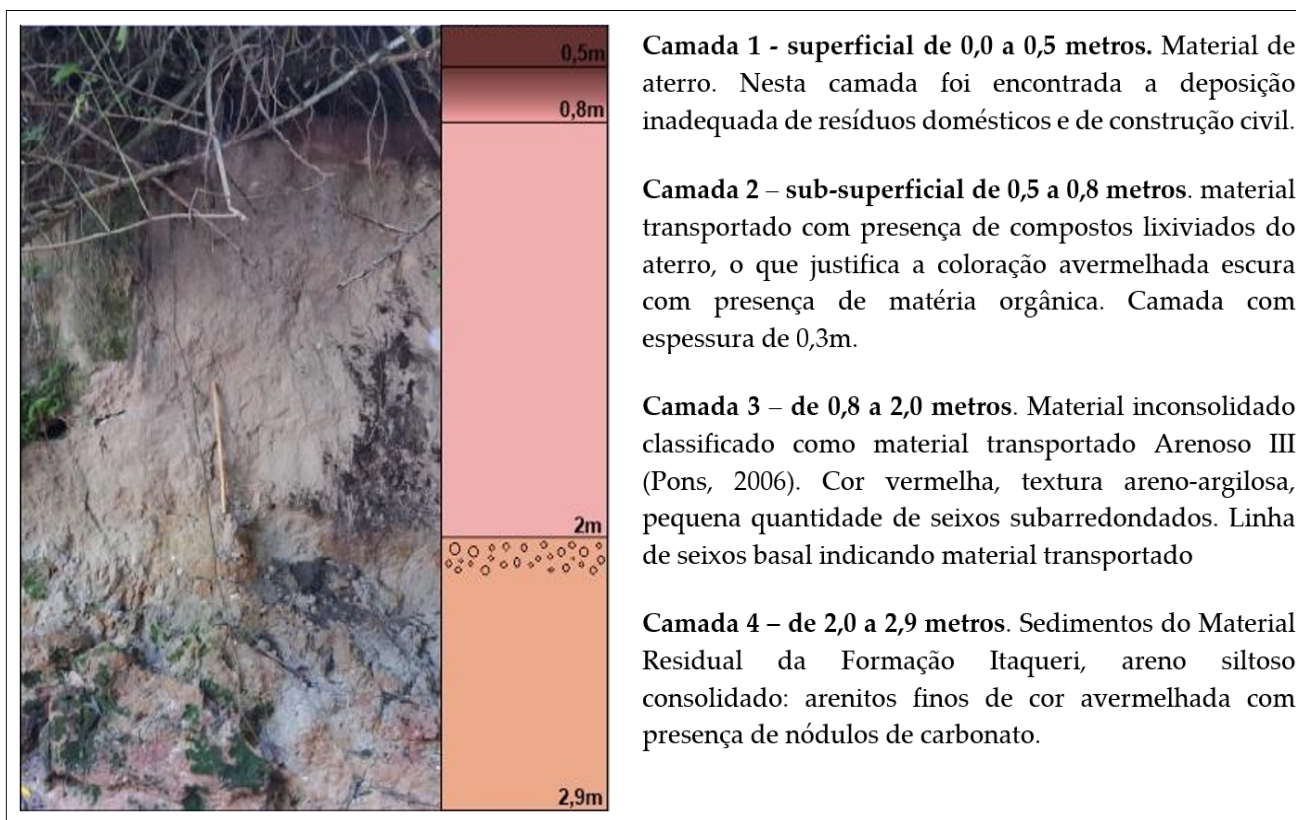 0,5m
0,8m
2m
2,9m
Camada 1 - superficial de 0,0 a 0,5 metros. Material de
aterro. Nesta camada foi encontrada a deposição
inadequada de resíduos domésticos e de construção civil.
Camada 2 – sub-superficial de 0,5 a 0,8 metros. material
transportado com presença de compostos lixiviados do
aterro, o que justifica a coloração avermelhada escura
com presença de matéria orgânica. Camada com
espessura de 0,3m.
Camada 3 – de 0,8 a 2,0 metros. Material inconsolidado
classificado como material transportado Arenoso III
(Pons, 2006). Cor vermelha, textura areno-argilosa,
pequena quantidade de seixos subarredondados. Linha
de seixos basal indicando material transportado
Camada 4 – de 2,0 a 2,9 metros. Sedimentos do Material
Residual da Formação Itaqueri, areno siltoso
consolidado: arenitos finos de cor avermelhada com
presença de nódulos de carbonato.